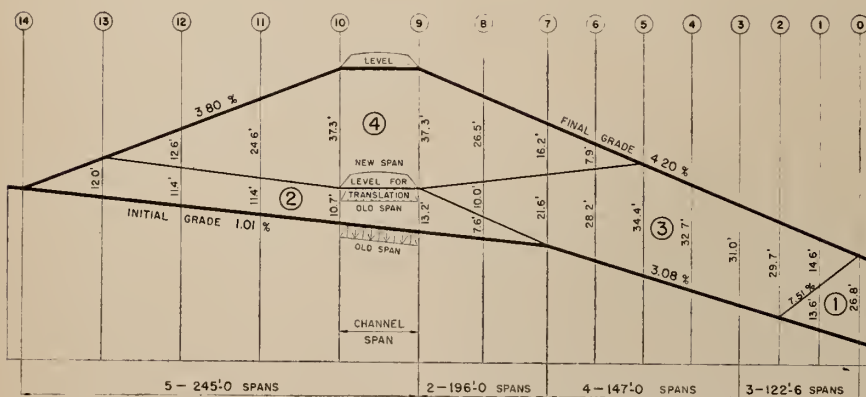 14 13 12 11 10 9 8 7 6 5 4 3 2 1 0
LEVEL
3.80 %
4
FINAL GRADE 4.20 %
12.0' 12.6' 24.6' 37.3' 37.3' 26.5' 16.2' 7.9'
NEW SPAN
11.4' 11.4' 10.7' 13.2' 7.6' 10.0' 21.6' 28.2' 34.4' 32.7' 31.0' 29.7' 14.6'
LEVEL FOR
TRANSLATION
OLD SPAN
2
3
INITIAL GRADE 1.01 %
OLD SPAN
3.08 %
7.51 %
13.6' 1 26.8'
CHANNEL
SPAN
5-245'-0 SPANS 2-196'-0 SPANS 4-147'-0 SPANS 3-122'-6 SPANS